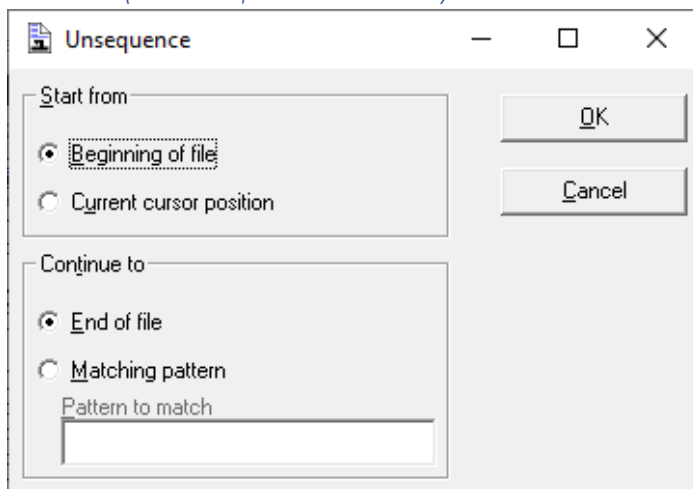 Unsequence
Start from
Beginning of file
Current cursor position
OK
Cancel
Continue to
End of file
Matching pattern
Pattern to match